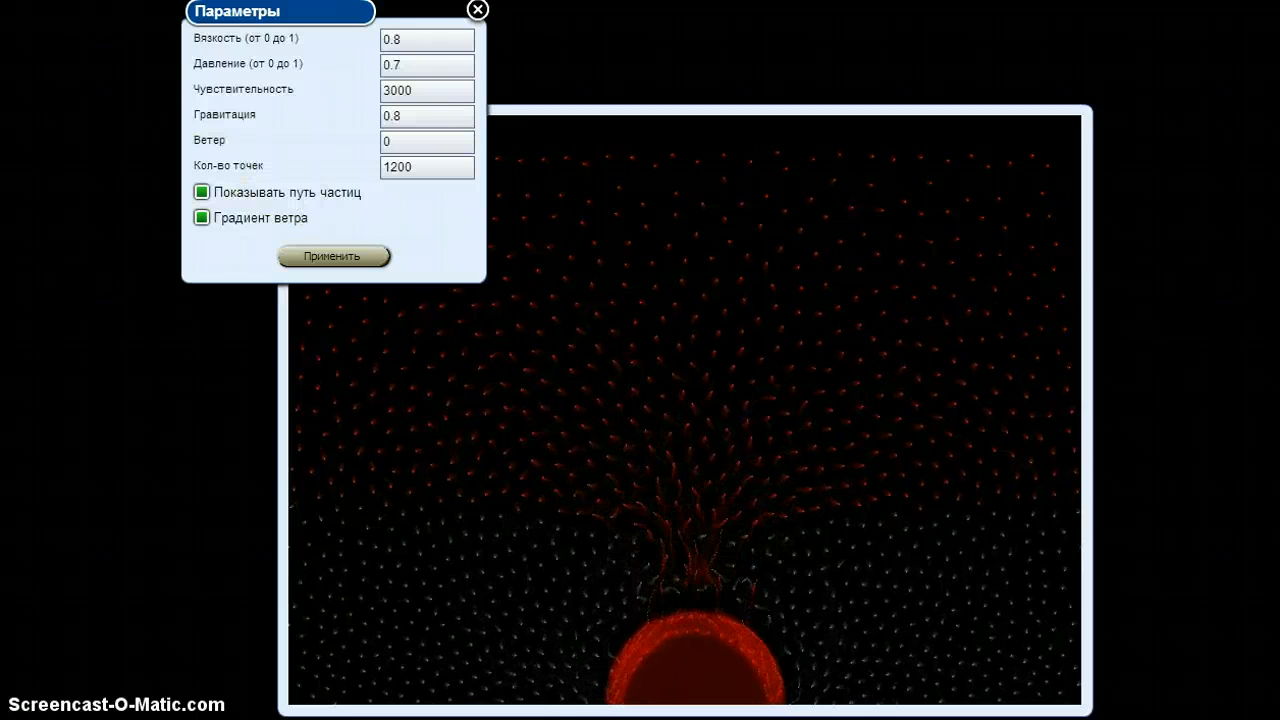 Параметры
Вязкость (от 0 до 1)
0.8
Давление (от 0 до 1)
0.7
Чувствительность
3000
Гравитация
0.8
Ветер
0
Кол-во точек
1200
Показывать путь частиц
Градиент ветра
Применить
Screencast-O-Matic.com